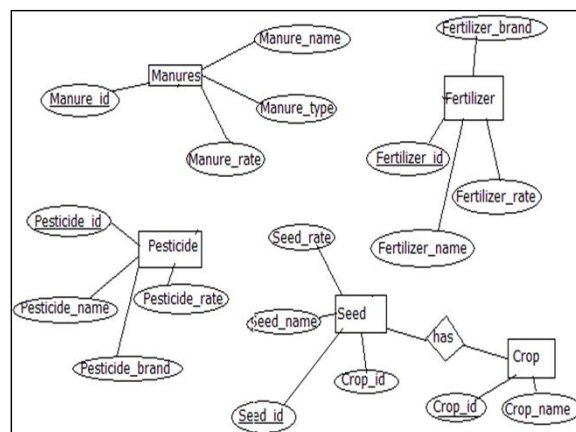 Manures
Manure_id
Manure_name
Manure_type
Manure_rate
Fertilizer_brand
Fertilizer
Fertilizer_id
Fertilizer_rate
Fertilizer_name
Pesticide_id
Pesticide
Pesticide_name
Pesticide_rate
Pesticide_brand
Seed_rate
Seed_name
Seed
Crop_id
Seed_id
has
Crop
Crop_id
Crop_name